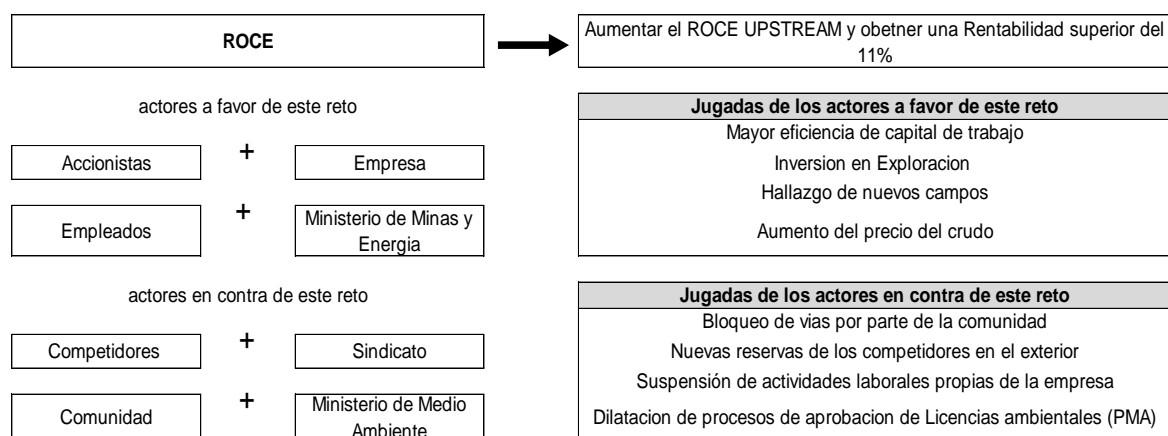 ROCE
Aumentar el ROCE UPSTREAM y obetner una Rentabilidad superior del
11%
actores a favor de este reto
Accionistas
+
Empresa
Empleados
+
Ministerio de Minas y
Energia
Jugadas de los actores a favor de este reto
Mayor eficiencia de capital de trabajo
Inversion en Exploracion
Hallazgo de nuevos campos
Aumento del precio del crudo
actores en contra de este reto
Competidores
+
Sindicato
Comunidad
+
Ministerio de Medio
Ambiente
Jugadas de los actores en contra de este reto
Bloqueo de vias por parte de la comunidad
Nuevas reservas de los competidores en el exterior
Suspensión de actividades laborales propias de la empresa
Dilatacion de procesos de aprobacion de Licencias ambientales (PMA)